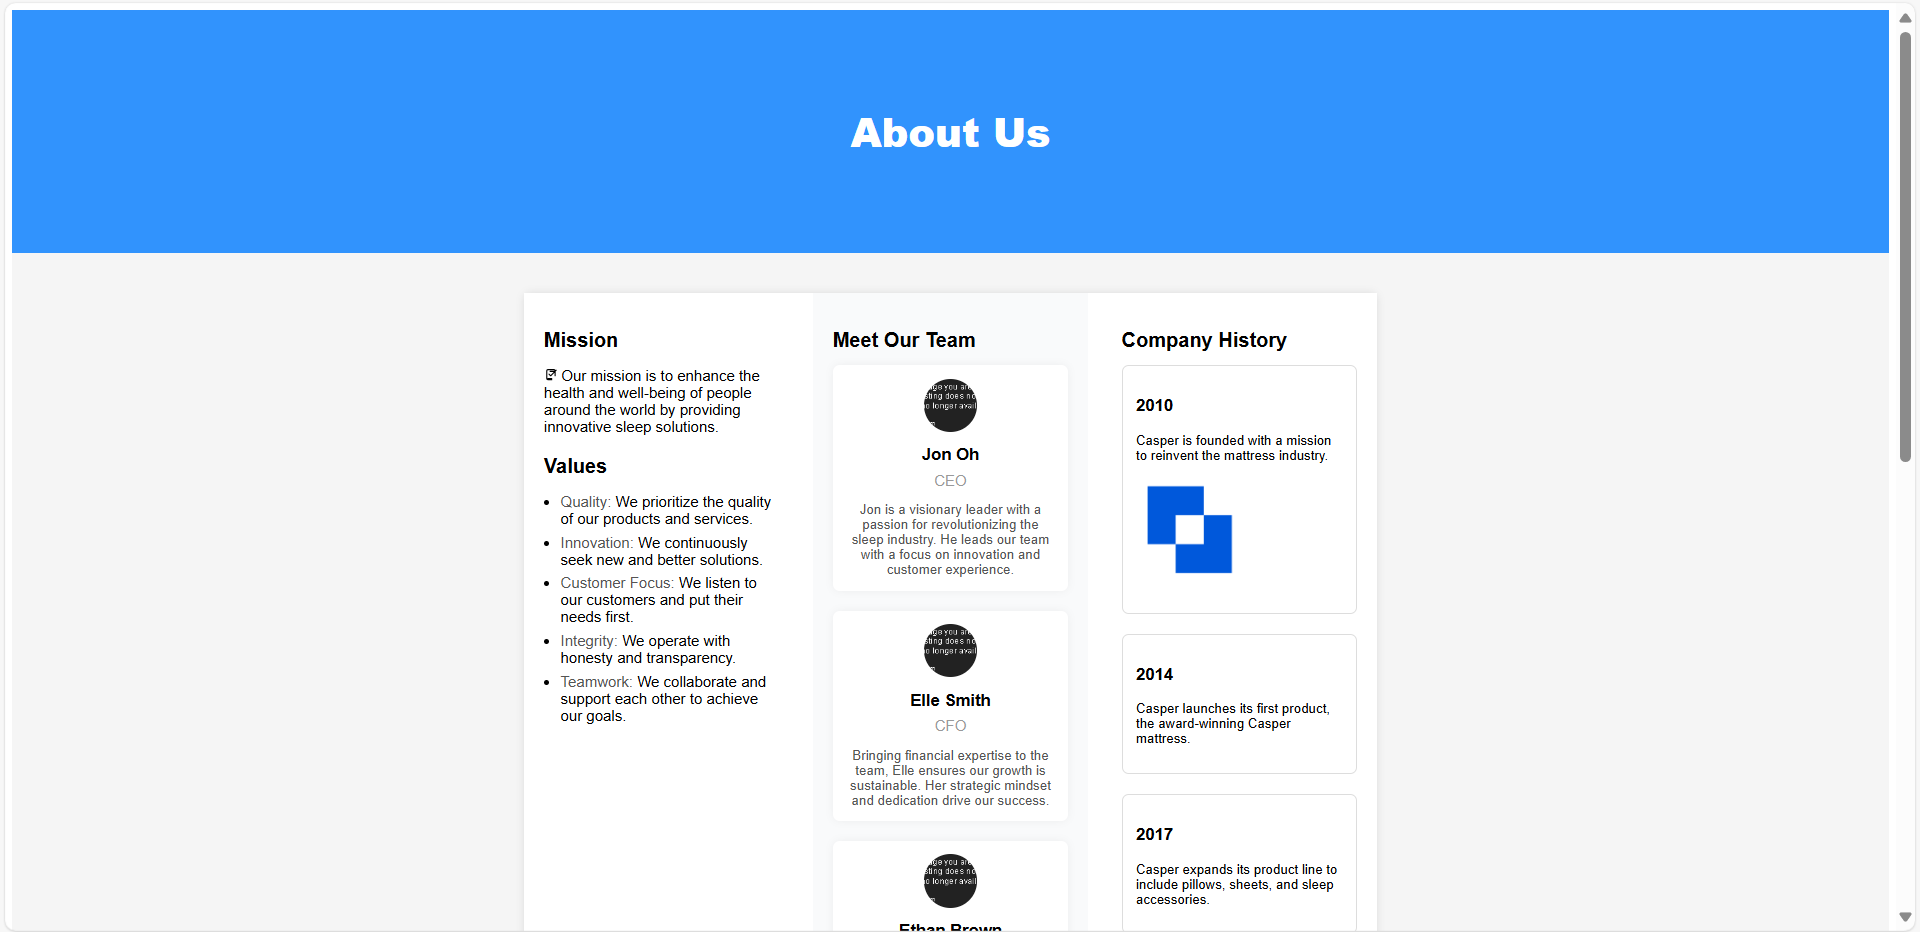 About Us
Mission
Our mission is to enhance the
health and well-being of people
around the world by providing
innovative sleep solutions.
Values
Quality: We prioritize the quality
of our products and services.
Innovation: We continuously
seek new and better solutions.
Customer Focus: We listen to
our customers and put their
needs first.
Integrity: We operate with
honesty and transparency.
Teamwork: We collaborate and
support each other to achieve
our goals.
Meet Our Team
Jon Oh
CEO
Jon is a visionary leader with a
passion for revolutionizing the
sleep industry. He leads our team
with a focus on innovation and
customer experience.
Elle Smith
CFO
Bringing financial expertise to the
team, Elle ensures our growth is
sustainable. Her strategic mindset
and dedication drive our success.
Ethan Brown
Company History
2010
Casper is founded with a mission
to reinvent the mattress industry.
2014
Casper launches its first product,
the award-winning Casper
mattress.
2017
Casper expands its product line to
include pillows, sheets, and sleep
accessories.